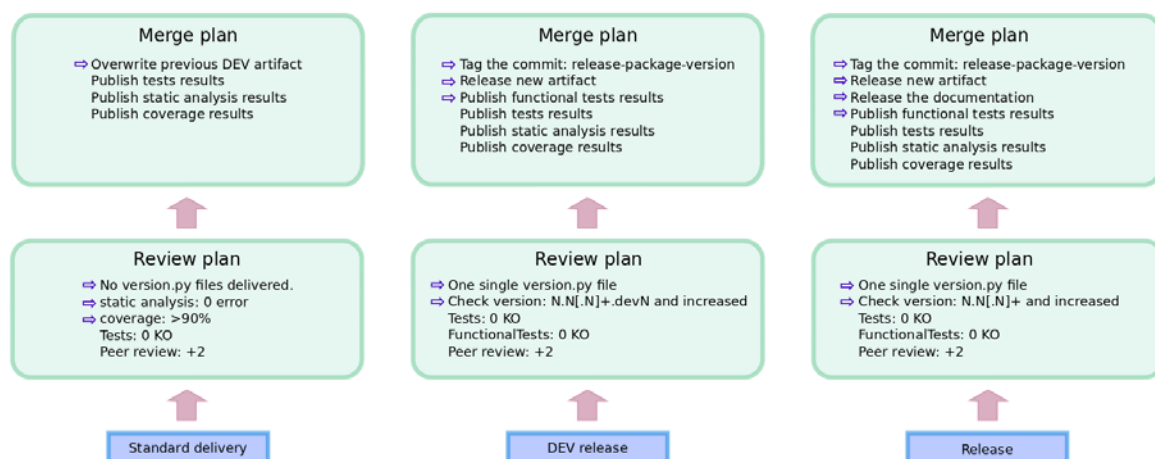 Merge plan
⇨ Overwrite previous DEV artifact
Publish tests results
Publish static analysis results
Publish coverage results
Merge plan
⇨ Tag the commit: release-package-version
⇨ Release new artifact
⇨ Publish functional tests results
Publish tests results
Publish static analysis results
Publish coverage results
Merge plan
⇨ Tag the commit: release-package-version
⇨ Release new artifact
⇨ Release the documentation
⇨ Publish functional tests results
Publish tests results
Publish static analysis results
Publish coverage results
Review plan
⇨ No version.py files delivered.
⇨ static analysis: 0 error
⇨ coverage: >90%
Tests: 0 KO
Peer review: +2
Review plan
⇨ One single version.py file
⇨ Check version: N.N[.N]+.devN and increased
Tests: 0 KO
FunctionalTests: 0 KO
Peer review: +2
Review plan
⇨ One single version.py file
⇨ Check version: N.N[.N]+ and increased
Tests: 0 KO
FunctionalTests: 0 KO
Peer review: +2
Standard delivery
DEV release
Release